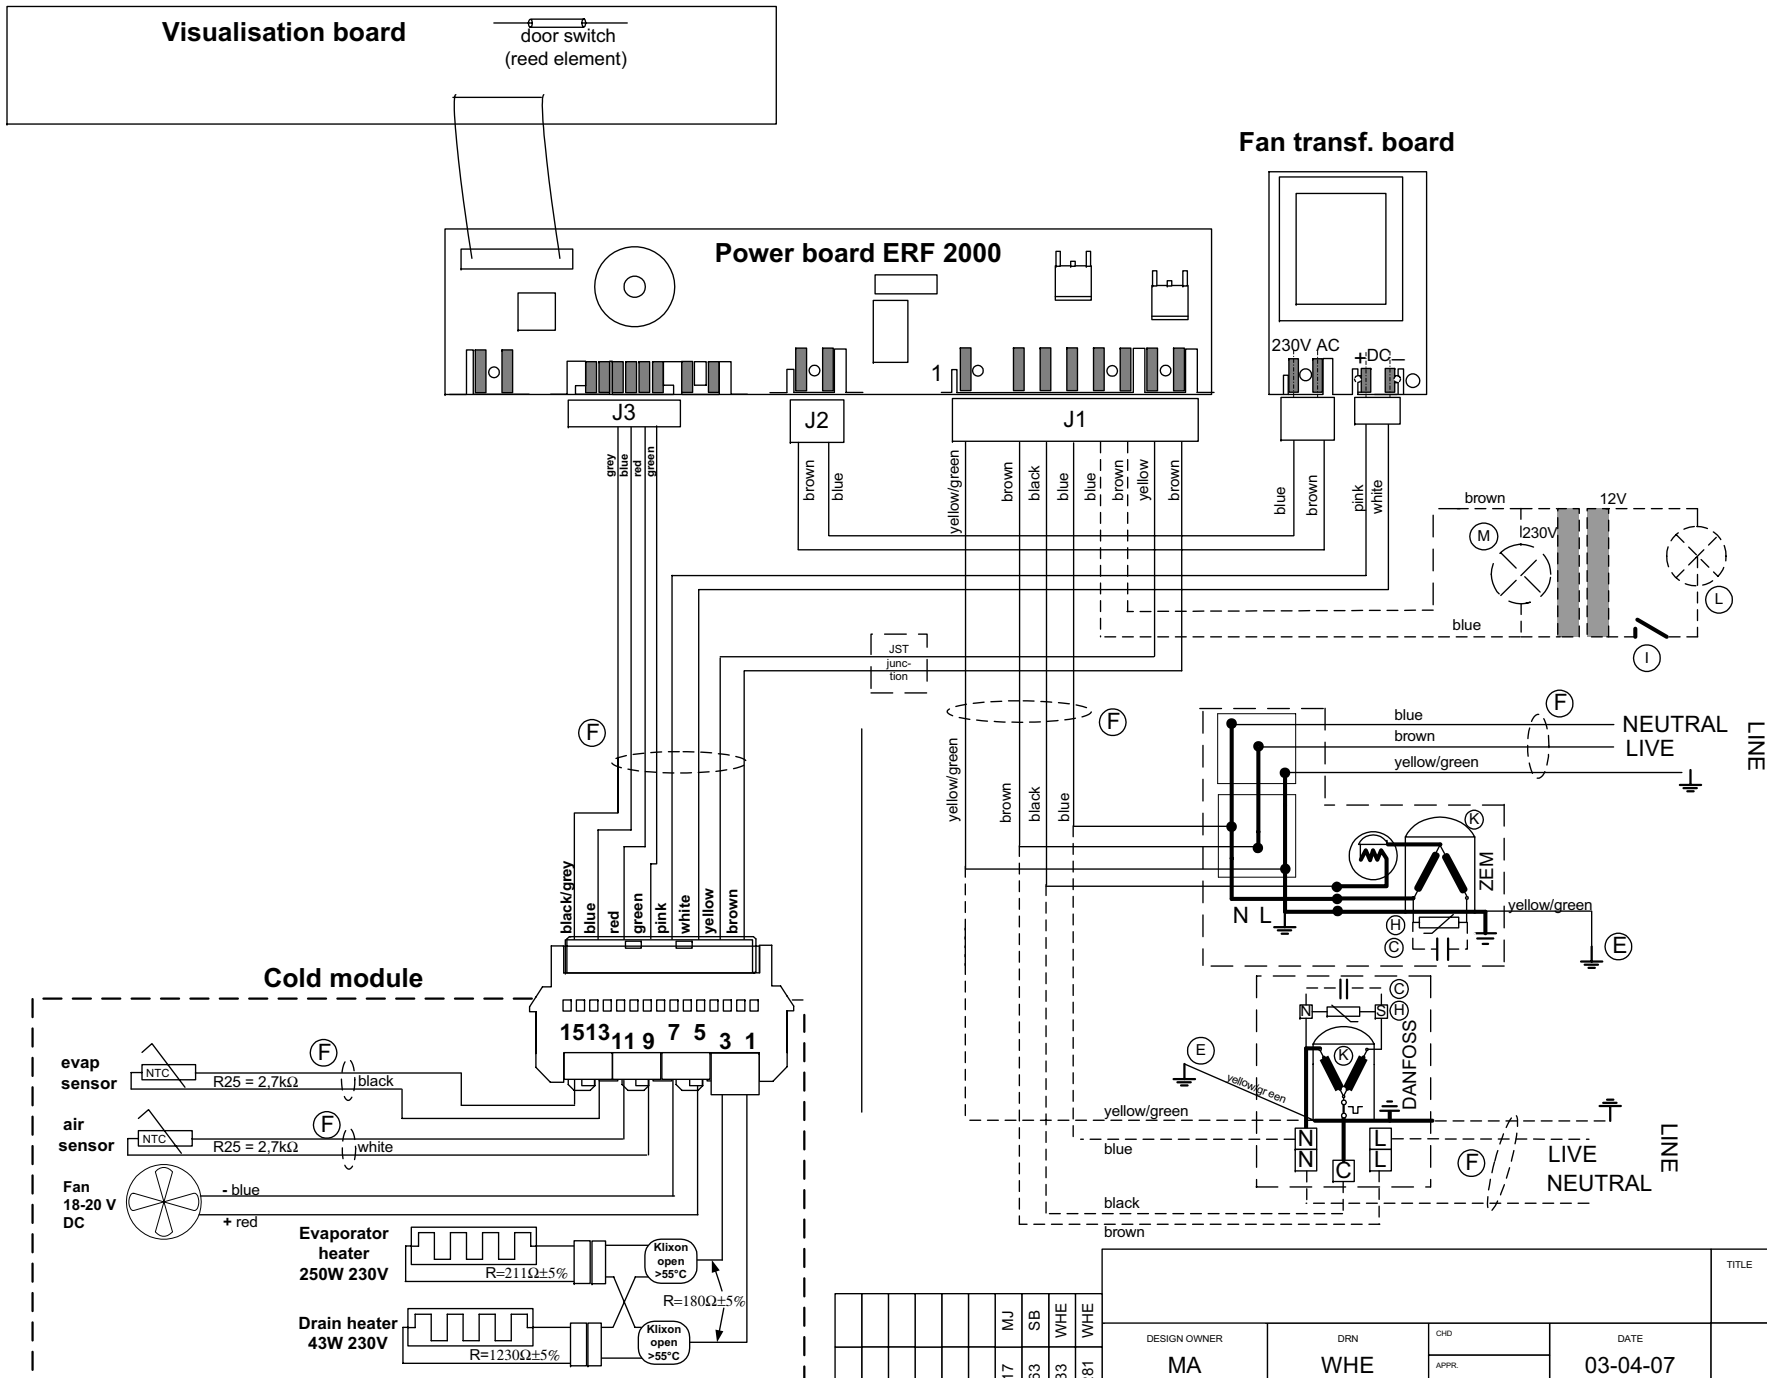 Visualisation board
door switch
(reed element)
Fan transf. board
Power board ERF 2000
230V AC
+DC–
1
J3
J2
J1
grey
blue
red
green
brown
blue
yellow/green
brown
black
blue
blue
brown
yellow
brown
blue
brown
pink
white
brown
12V
M
230V
L
blue
I
JST
junc-
tion
F
F
F
blue
NEUTRAL
brown
LIVE
yellow/green
LINE
yellow/green
brown
black
blue
K
ZEM
N L
H
C
yellow/green
E
black/grey
blue
red
green
pink
white
yellow
brown
Cold module
15 13 11 9 7 5 3 1
evap
sensor
NTC
R25 = 2,7kΩ
F
black
air
sensor
NTC
R25 = 2,7kΩ
F
white
Fan
18-20 V
DC
- blue
+ red
Evaporator
heater
250W 230V
R=211Ω±5%
Klixon
open
>55°C
R=180Ω±5%
Drain heater
43W 230V
R=1230Ω±5%
Klixon
open
>55°C
C
N
S
H
K
DANFOSS
E
yellow/gr een
yellow/green
blue
N
N
C
L
L
F
LIVE
NEUTRAL
LINE
black
brown
MJ
SB
WHE
WHE
17
63
33
281
TITLE
DESIGN OWNER
MA
DRN
WHE
CHD
APPR.
DATE
03-04-07